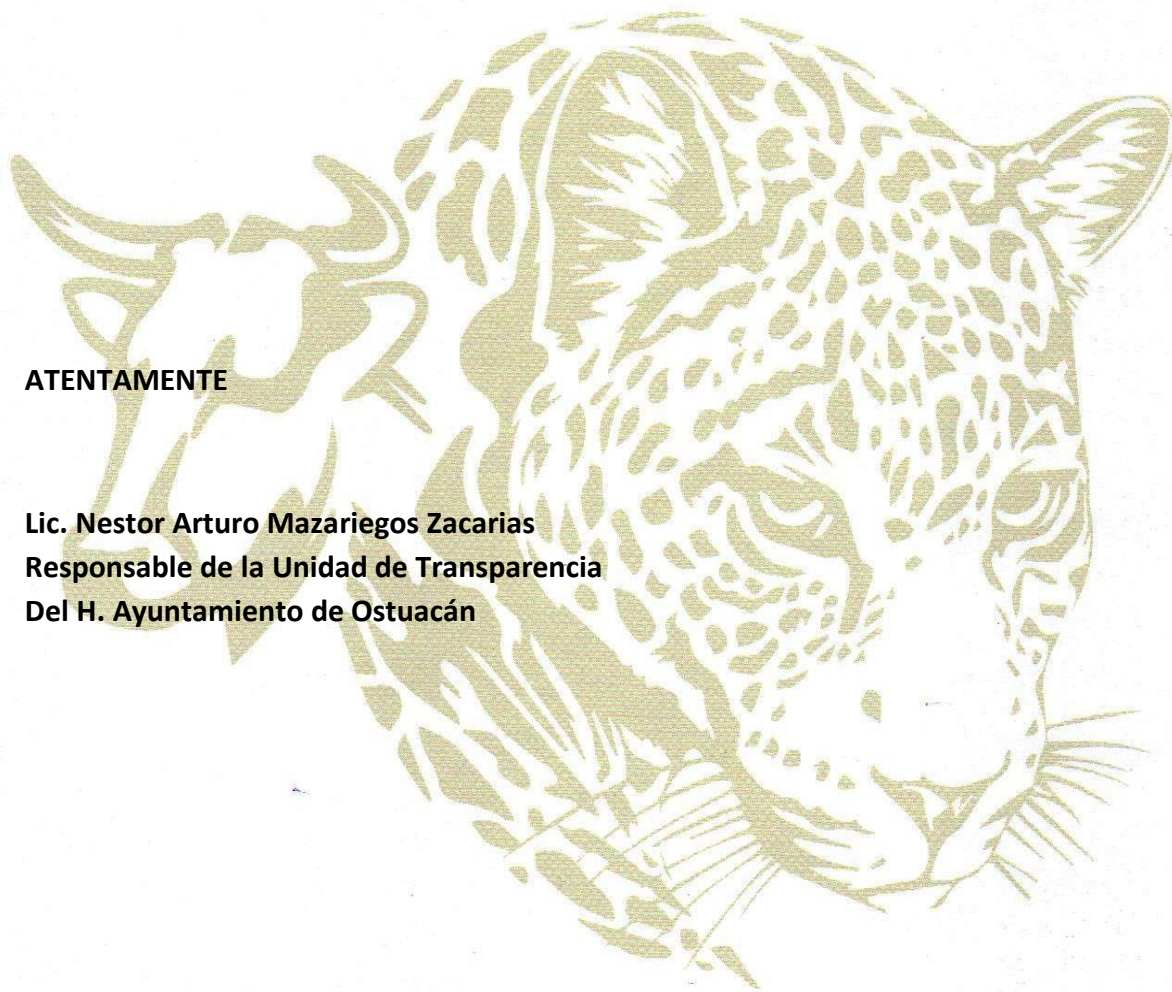 ATENTAMENTE
Lic. Nestor Arturo Mazariegos Zacarias
Responsable de la Unidad de Transparencia
Del H. Ayuntamiento de Ostuacán